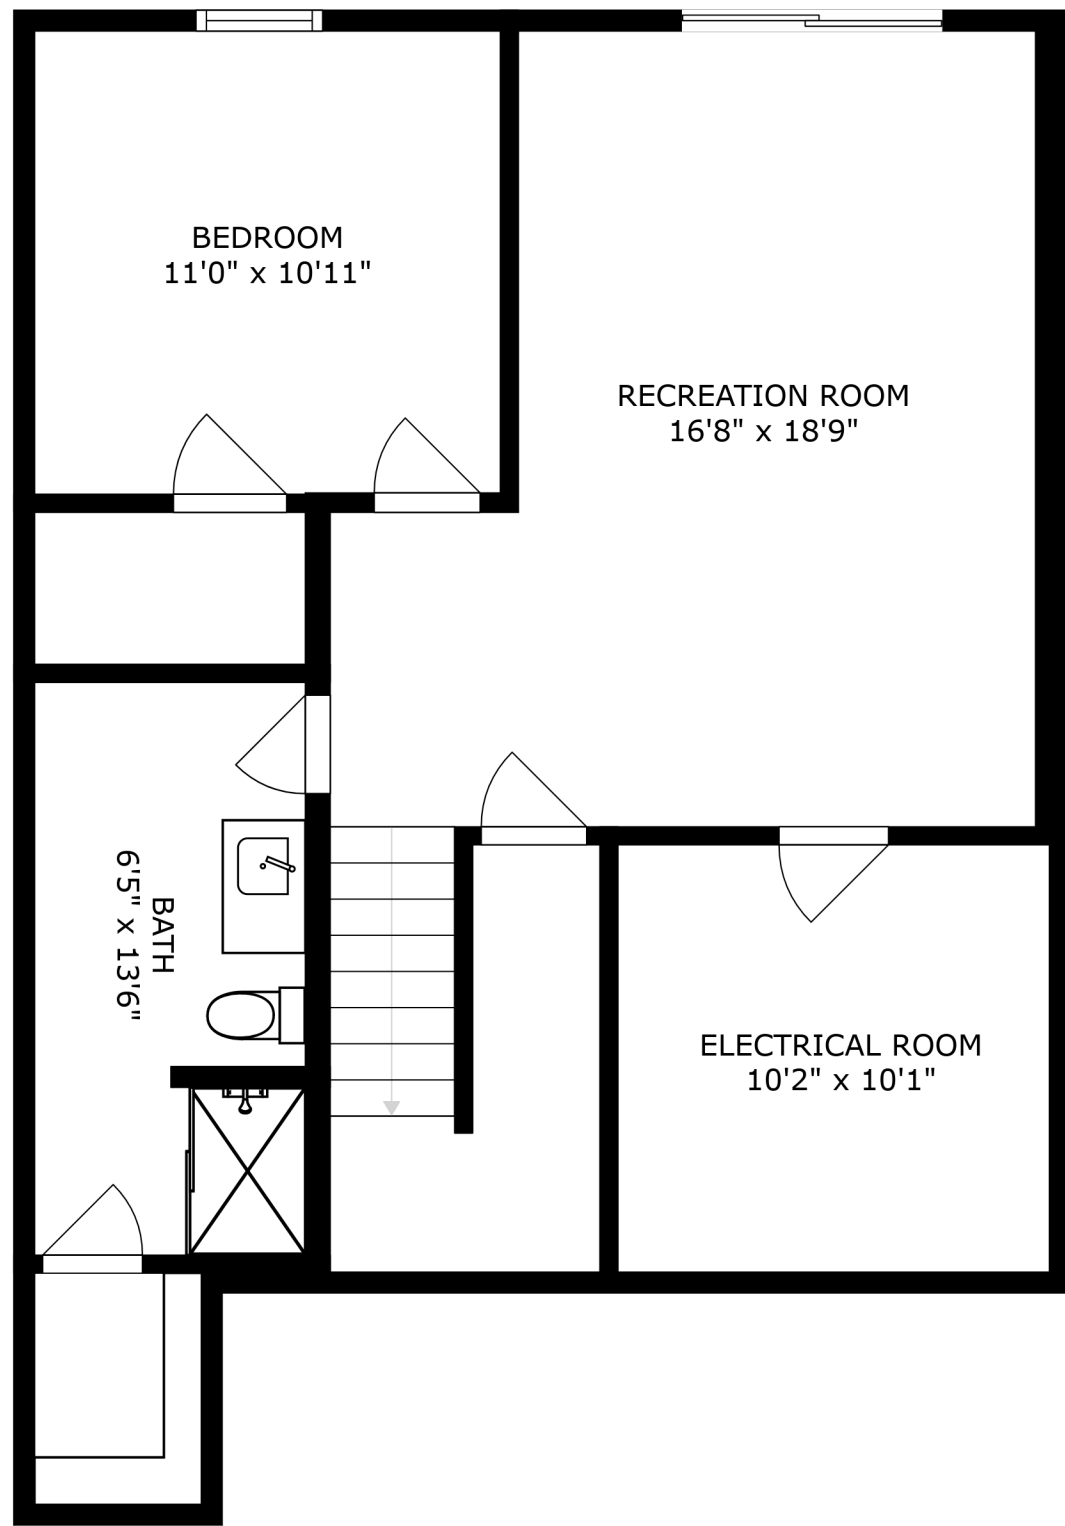 BEDROOM
11'0" x 10'11"
RECREATION ROOM
16'8" x 18'9"
BATH
6'5" x 13'6"
ELECTRICAL ROOM
10'2" x 10'1"